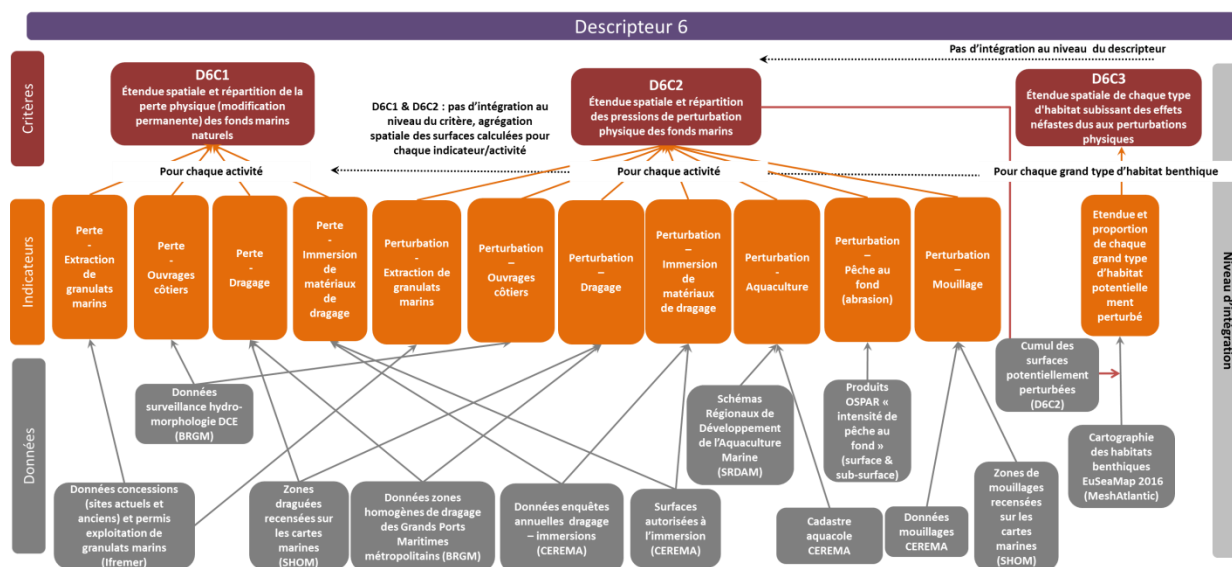 Descripteur 6
Pas d'intégration au niveau du descripteur
Critères
D6C1
Étendue spatiale et répartition de la
perte physique (modification
permanente) des fonds marins
naturels
D6C1 & D6C2 : pas d'intégration au
niveau du critère, agrégation
spatiale des surfaces calculées pour
chaque indicateur/activité
D6C2
Étendue spatiale et répartition
des pressions de perturbation
physique des fonds marins
D6C3
Étendue spatiale de chaque type
d'habitat subissant des effets
néfastes dus aux perturbations
physiques
Pour chaque activité
Pour chaque activité
Pour chaque grand type d'habitat benthique
Niveau d'intégration
Indicateurs
Perte
-
Extraction de
granulats
marins
Perte
-
Ouvrages
côtiers
Perte
-
Dragage
Perte
-
Immersion
de
matériaux
de dragage
Perturbation
-
Extraction de
granulats
marins
Perturbation
–
Ouvrages
côtiers
Perturbation
–
Dragage
Perturbation
–
Immersion
de
matériaux
de dragage
Perturbation
-
Aquaculture
Perturbation
–
Pêche au
fond
(abrasion)
Perturbation
–
Mouillage
Etendue et
proportion
de chaque
grand type
d'habitat
potentielle
ment
perturbé
Données
Données
surveillance hydro-
morphologie DCE
(BRGM)
Schémas
Régionaux de
Développement
de l'Aquaculture
Marine
(SRDAM)
Produits
OSPAR «
intensité de
pêche au
fond »
(surface &
sub-surface)
Cumul des
surfaces
potentiellement
perturbées
(D6C2)
Cartographie
des habitats
benthiques
EuSeaMap 2016
(MeshAtlantic)
Données concessions
(sites actuels et
anciens) et permis
exploitation de
granulats marins
(Ifremer)
Zones
draguées
recensées sur
les cartes
marines
(SHOM)
Données zones
homogènes de dragage
des Grands Ports
Maritimes
métropolitains (BRGM)
Données enquêtes
annuelles dragage
– immersions
(CEREMA)
Surfaces
autorisées à
l'immersion
(CEREMA)
Cadastre
aquacole
CEREMA
Données
mouillages
CEREMA
Zones de
mouillages
recensées sur
les cartes
marines
(SHOM)